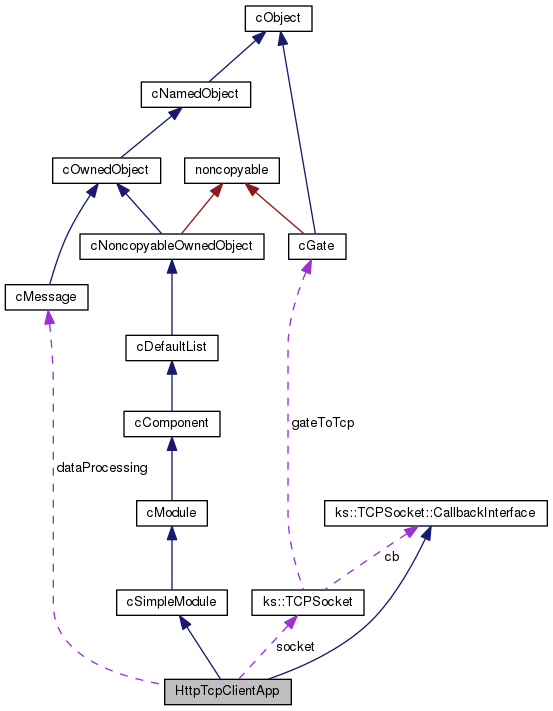 cObject
cNamedObject
cOwnedObject
noncopyable
cNoncopyableOwnedObject
cGate
cMessage
cDefaultList
cComponent
gateToTcp
dataProcessing
cModule
ks::TCPSocket::CallbackInterface
cb
cSimpleModule
ks::TCPSocket
socket
HttpTcpClientApp